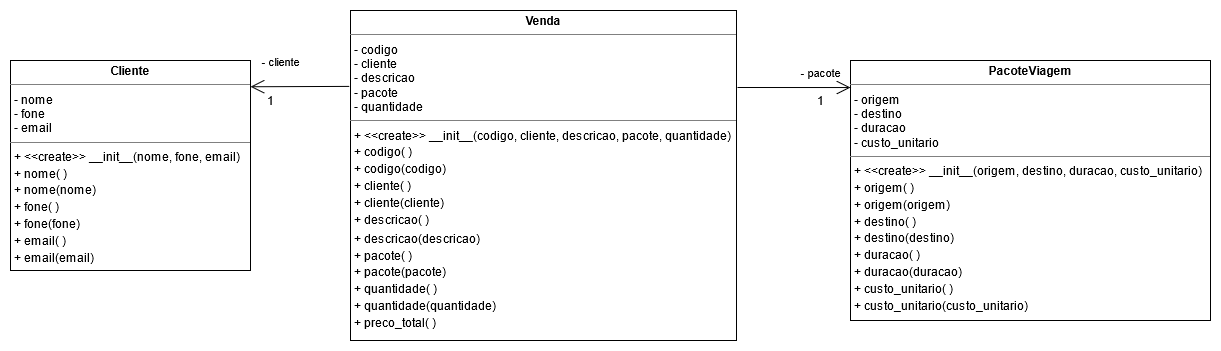 Cliente
- nome
- fone
- email
+ <<create>> __init__(nome, fone, email)
+ nome( )
+ nome(nome)
+ fone( )
+ fone(fone)
+ email( )
+ email(email)
- cliente
1
Venda
- codigo
- cliente
- descricao
- pacote
- quantidade
+ <<create>> __init__(codigo, cliente, descricao, pacote, quantidade)
+ codigo( )
+ codigo(codigo)
+ cliente( )
+ cliente(cliente)
+ descricao( )
+ descricao(descricao)
+ pacote( )
+ pacote(pacote)
+ quantidade( )
+ quantidade(quantidade)
+ preco_total( )
- pacote
1
PacoteViagem
- origem
- destino
- duracao
- custo_unitario
+ <<create>> __init__(origem, destino, duracao, custo_unitario)
+ origem( )
+ origem(origem)
+ destino( )
+ destino(destino)
+ duracao( )
+ duracao(duracao)
+ custo_unitario( )
+ custo_unitario(custo_unitario)